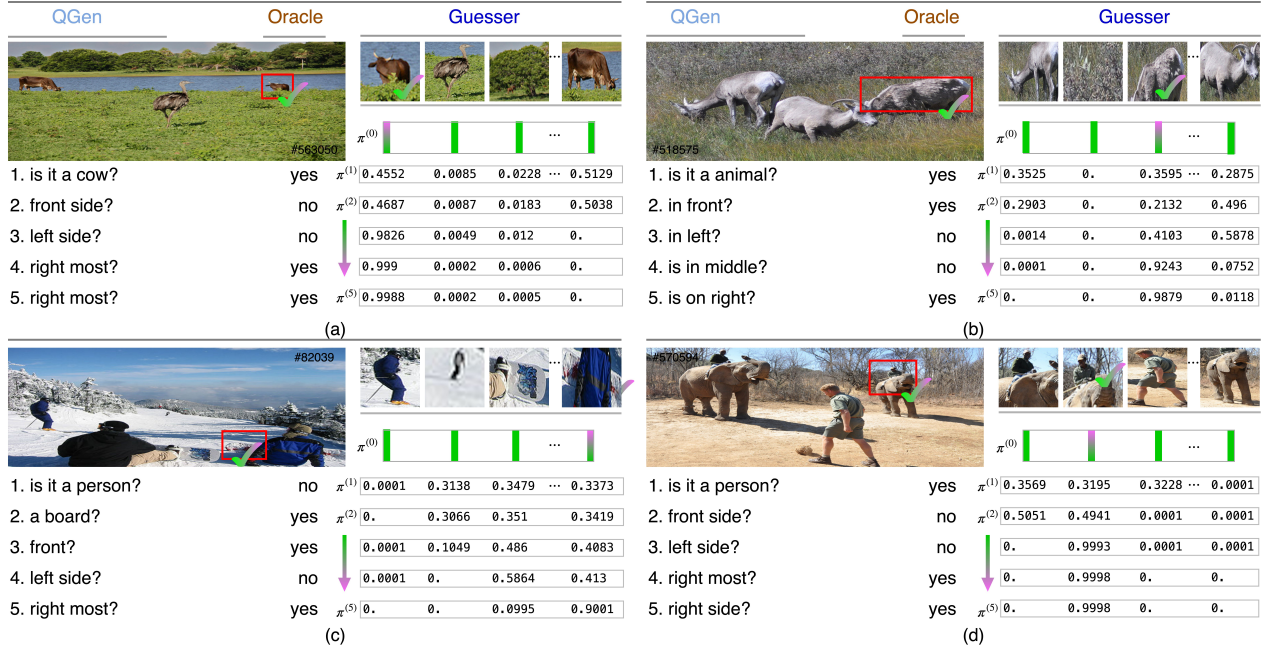 QGen Oracle Guesser
#563050
π(0) ...
1. is it a cow? yes π(1) 0.4552 0.0085 0.0228 ... 0.5129
2. front side? no π(2) 0.4687 0.0087 0.0183 0.5038
3. left side? no 0.9826 0.0049 0.012 0.
4. right most? yes 0.999 0.0002 0.0006 0.
5. right most? yes π(5) 0.9988 0.0002 0.0005 0.
(a)
QGen Oracle Guesser
#518575
π(0) ...
1. is it a animal? yes π(1) 0.3525 0. 0.3595 ... 0.2875
2. in front? yes π(2) 0.2903 0. 0.2132 0.496
3. in left? no 0.0014 0. 0.4103 0.5878
4. is in middle? no 0.0001 0. 0.9243 0.0752
5. is on right? yes π(5) 0. 0. 0.9879 0.0118
(b)
#82039
π(0) ...
1. is it a person? no π(1) 0.0001 0.3138 0.3479 ... 0.3373
2. a board? yes π(2) 0. 0.3066 0.351 0.3419
3. front? yes 0.0001 0.1049 0.486 0.4083
4. left side? no 0.0001 0. 0.5864 0.413
5. right most? yes π(5) 0. 0. 0.0995 0.9001
(c)
#570594
π(0) ...
1. is it a person? yes π(1) 0.3569 0.3195 0.3228 ... 0.0001
2. front side? no π(2) 0.5051 0.4941 0.0001 0.0001
3. left side? no 0. 0.9993 0.0001 0.0001
4. right most? yes 0. 0.9998 0. 0.
5. right side? yes π(5) 0. 0.9998 0. 0.
(d)